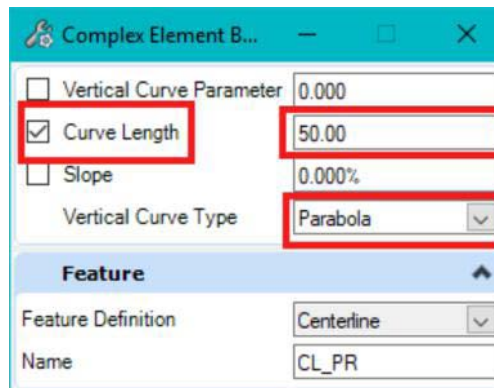 Complex Element B...
Vertical Curve Parameter 0.000
Curve Length 50.00
Slope 0.000%
Vertical Curve Type Parabola
Feature
Feature Definition Centerline
Name CL_PR